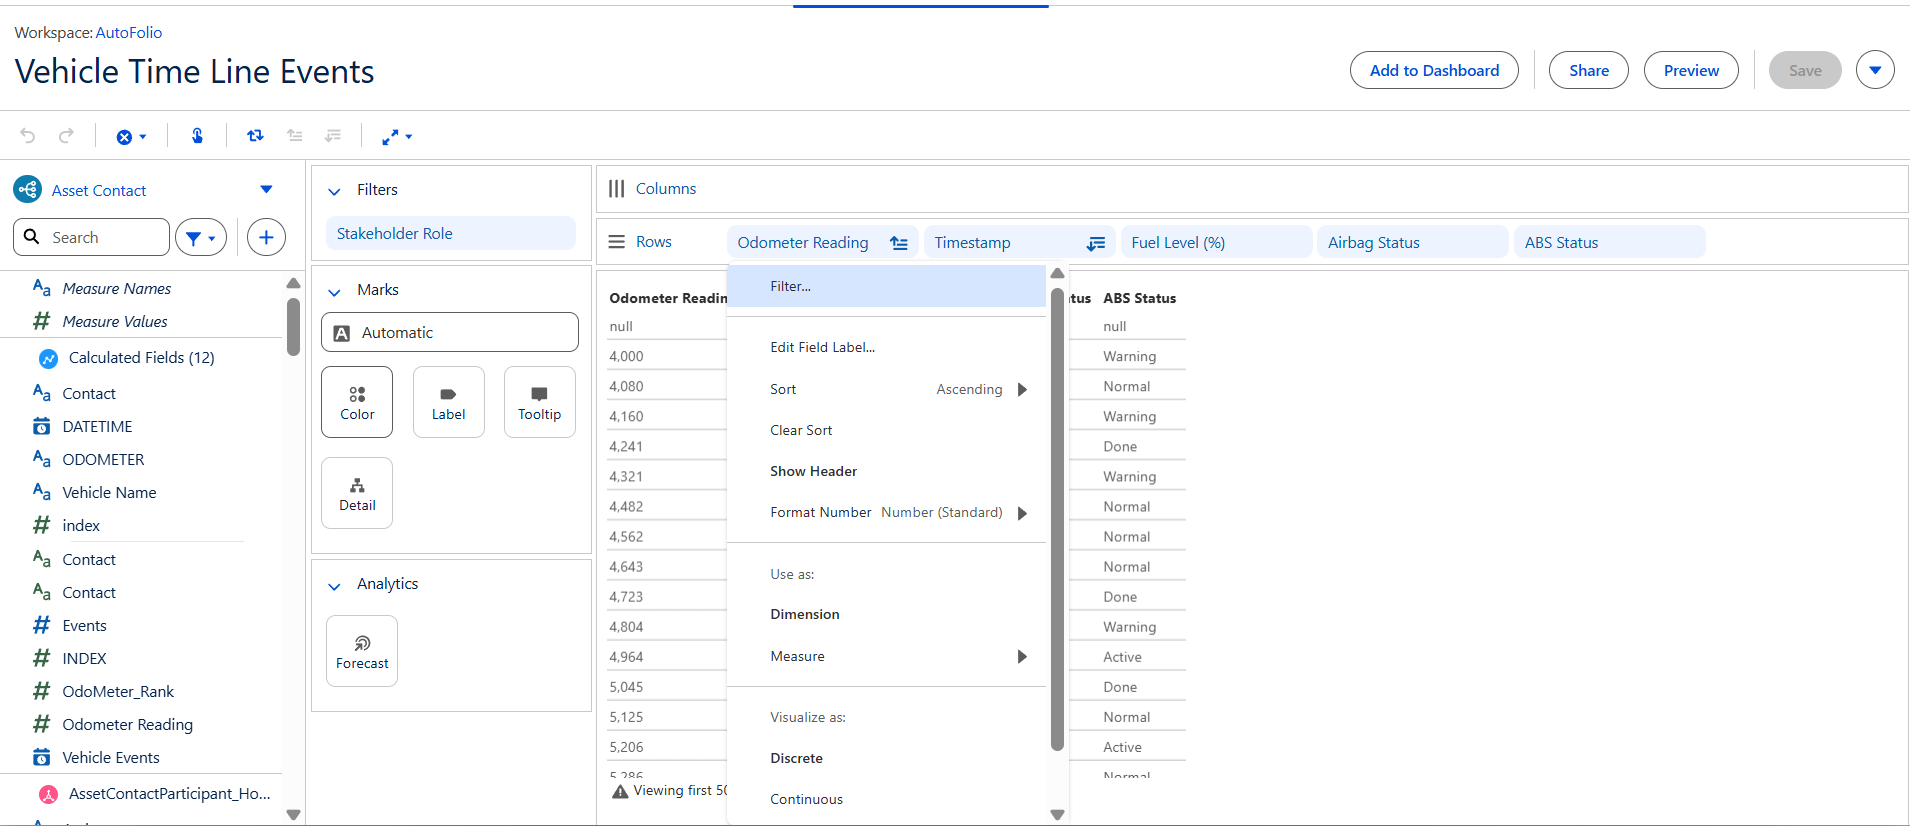 Workspace: AutoFolio
Vehicle Time Line Events
Add to Dashboard
Share
Preview
Save
Asset Contact
Search
Measure Names
Measure Values
Calculated Fields (12)
Contact
DATETIME
ODOMETER
Vehicle Name
index
Contact
Contact
Events
INDEX
OdoMeter_Rank
Odometer Reading
Vehicle Events
AssetContactParticipant_Ho...
Filters
Stakeholder Role
Marks
Automatic
Color
Label
Tooltip
Detail
Analytics
Forecast
Columns
Rows
Odometer Reading
Timestamp
Fuel Level (%)
Airbag Status
ABS Status
Filter...
Edit Field Label...
Sort Ascending
Clear Sort
Show Header
Format Number Number (Standard)
Use as:
Dimension
Measure
Visualize as:
Discrete
Continuous
Odometer Readin tus ABS Status
null null
4,000 Warning
4,080 Normal
4,160 Warning
4,241 Done
4,321 Warning
4,482 Normal
4,562 Normal
4,643 Normal
4,723 Done
4,804 Warning
4,964 Active
5,045 Done
5,125 Normal
5,206 Active
5,286 Normal
Viewing first 50